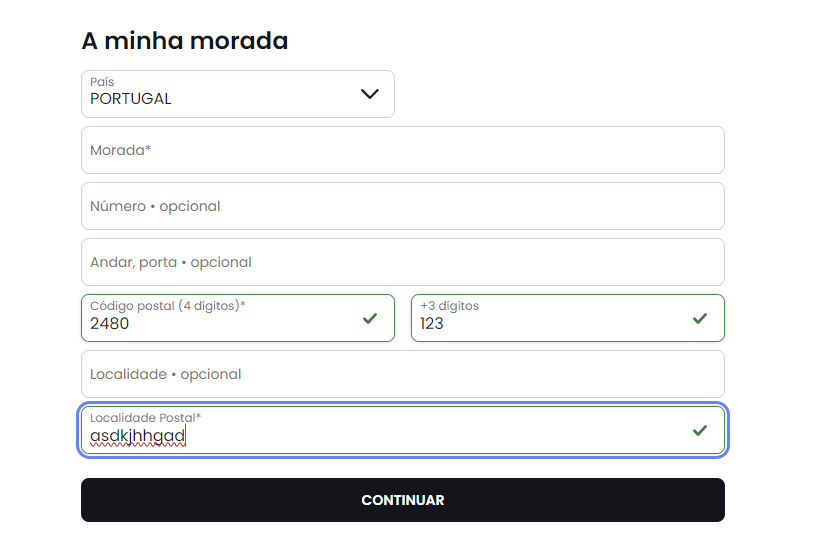 A minha morada
País
PORTUGAL
Morada*
Número • opcional
Andar, porta • opcional
Código postal (4 dígitos)*
2480
+3 dígitos
123
Localidade • opcional
Localidade Postal*
asdkjhhgad
CONTINUAR